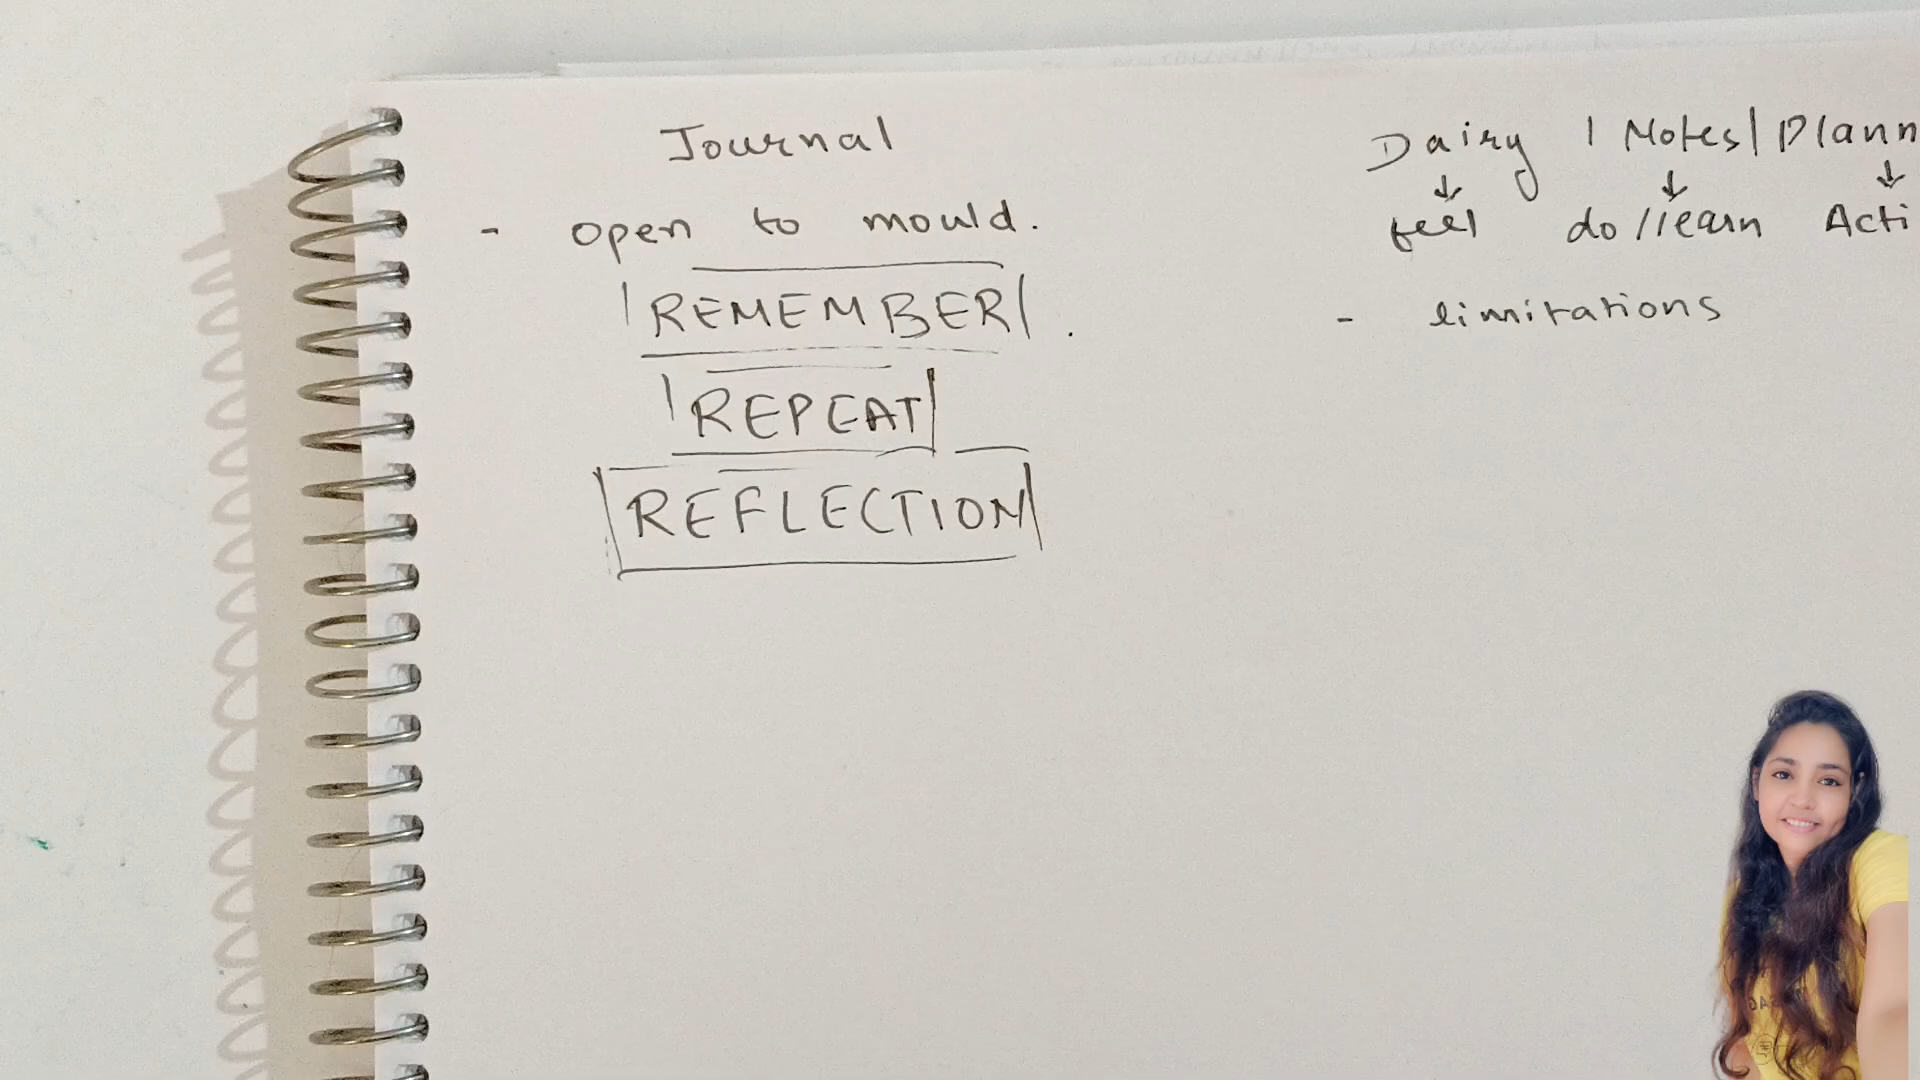 Journal
- open to mould.
REMEMBER.
REPEAT
REFLECTION
Dairy | Notes | Plann
↓ ↓ ↓
feel do / learn Acti
- limitations